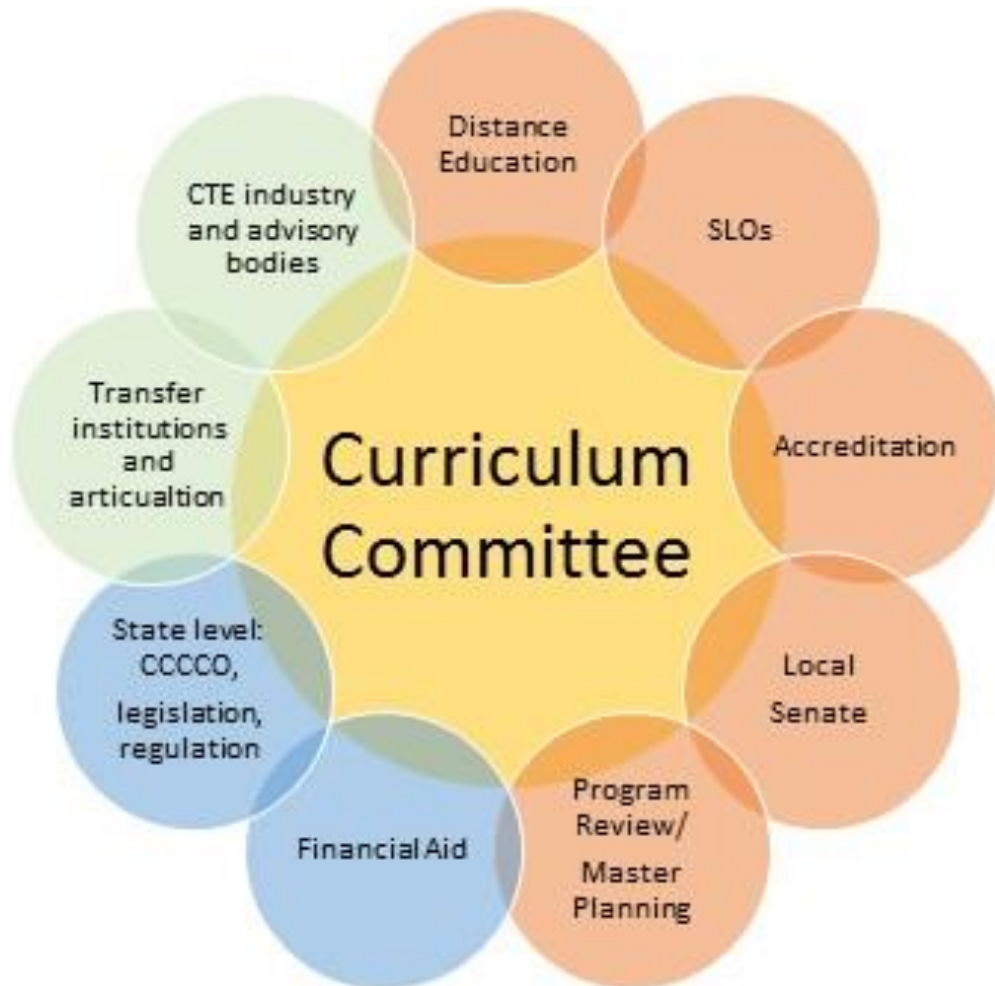 Distance
Education
SLOs
Accreditation
Local
Senate
Program
Review/
Master
Planning
Financial Aid
State level:
CCCCO,
legislation,
regulation
Transfer
institutions
and
articualtion
CTE industry
and advisory
bodies
Curriculum
Committee